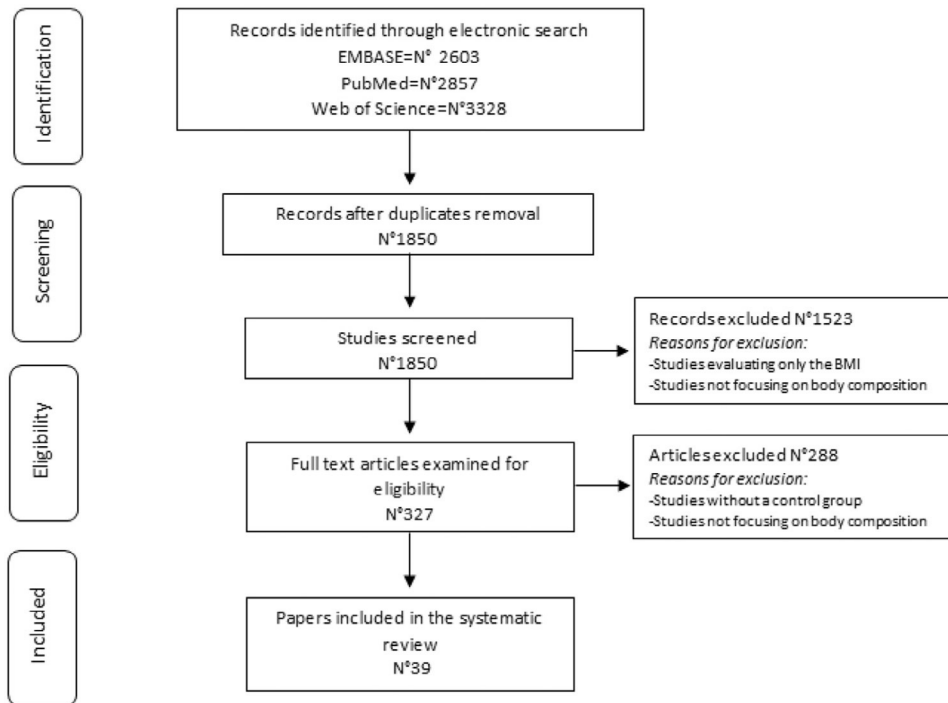 Identification
Records identified through electronic search
EMBASE=N° 2603
PubMed=N°2857
Web of Science=N°3328
Screening
Records after duplicates removal
N°1850
Studies screened
N°1850
Records excluded N°1523
Reasons for exclusion:
-Studies evaluating only the BMI
-Studies not focusing on body composition
Eligibility
Full text articles examined for
eligibility
N°327
Articles excluded N°288
Reasons for exclusion:
-Studies without a control group
-Studies not focusing on body composition
Included
Papers included in the systematic
review
N°39